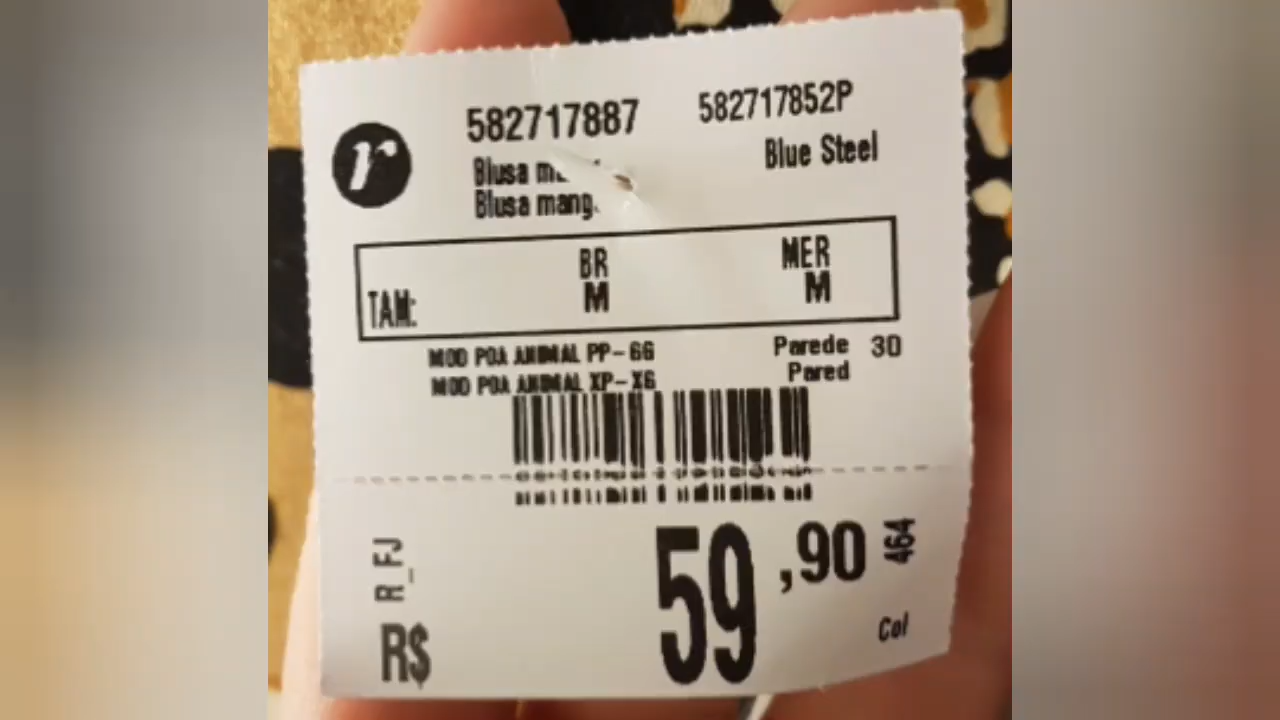 r
582717887 582717852P
Blusa Blue Steel
Blusa mang.
BR MER
TAM: M M
MOD POA ANIMAL PP-GG Parede 30
MOD POA ANIMAL XP-XG Pared
59,90 464
R_FJ
R$ Col